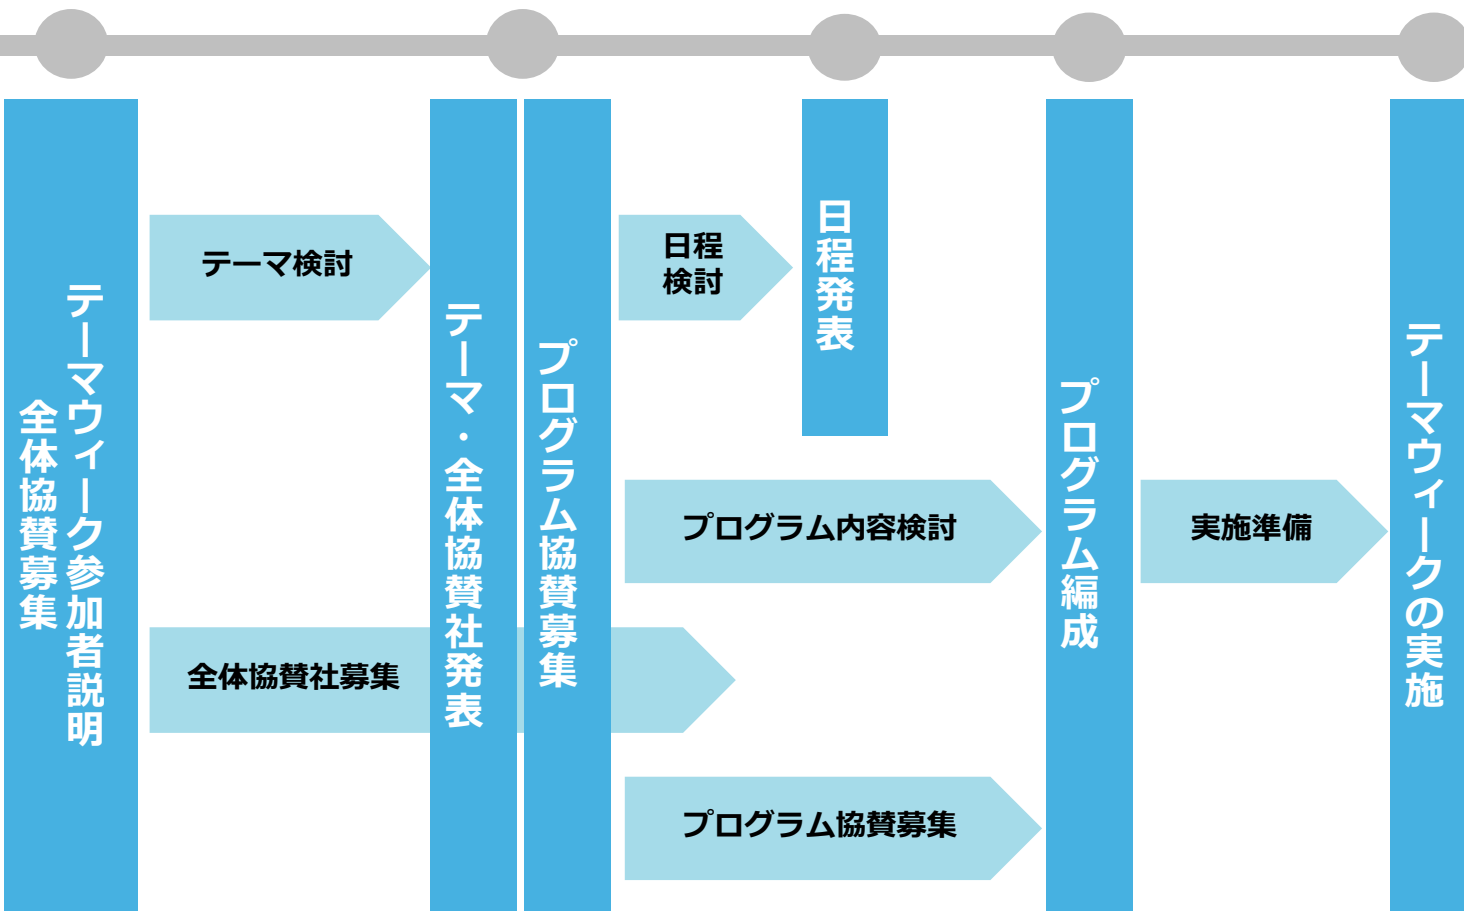 テーマウィーク参加者説明
全体協賛募集
テーマ検討
全体協賛社募集
テーマ・全体協賛社発表
プログラム協賛募集
日程
検討
日程発表
プログラム内容検討
プログラム協賛募集
プログラム編成
実施準備
テーマウィークの実施